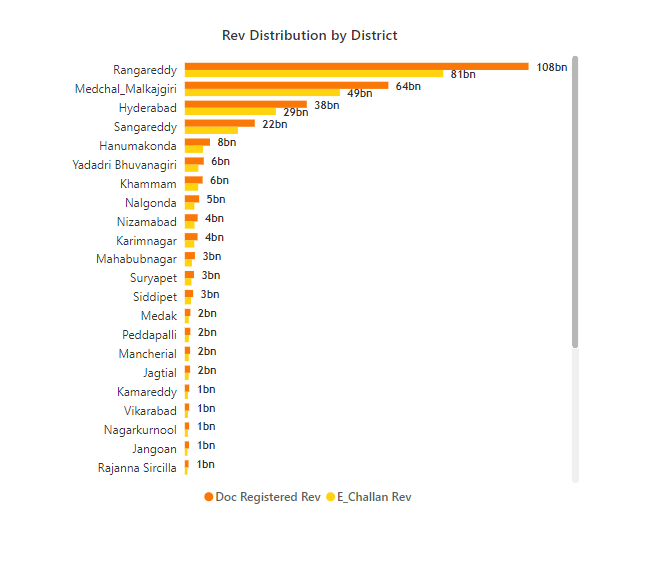 Rev Distribution by District
Rangareddy 108bn
81bn
Medchal_Malkajgiri 64bn
49bn
Hyderabad 38bn
29bn
Sangareddy 22bn
Hanumakonda 8bn
Yadadri Bhuvanagiri 6bn
Khammam 6bn
Nalgonda 5bn
Nizamabad 4bn
Karimnagar 4bn
Mahabubnagar 3bn
Suryapet 3bn
Siddipet 3bn
Medak 2bn
Peddapalli 2bn
Mancherial 2bn
Jagtial 2bn
Kamareddy 1bn
Vikarabad 1bn
Nagarkurnool 1bn
Jangoan 1bn
Rajanna Sircilla 1bn
Doc Registered Rev E_Challan Rev